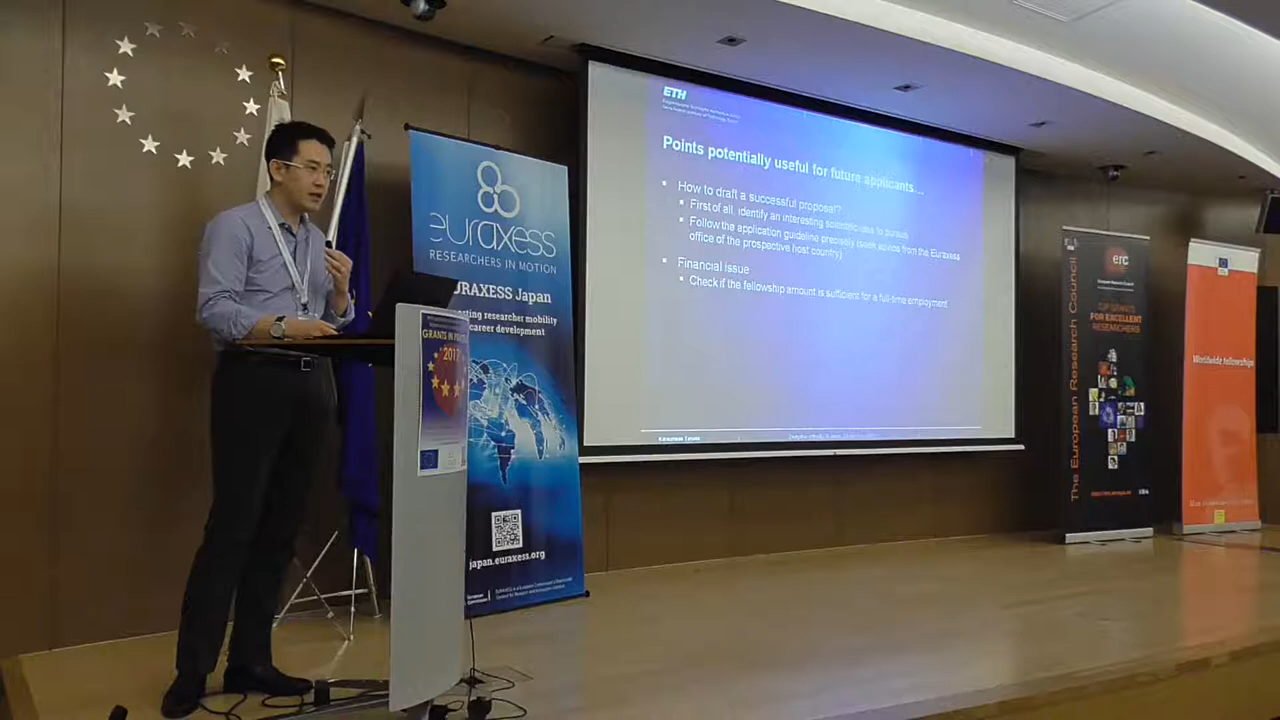 euraxess
RESEARCHERS IN MOTION
EURAXESS Japan
researcher mobility
career development
japan.euraxess.org
GRANTS IN
2017
ETH
Points potentially useful for future applicants...
How to draft a successful proposal?
First of all, identify an interesting scientific idea to pursue
Follow the application guideline precisely (seek advice from the Euraxess
office of the prospective host country)
Financial issue
Check if the fellowship amount is sufficient for a full-time employment
erc
The European Research Council
FOR EXCELLENT
RESEARCHERS
Worldwide fellowships